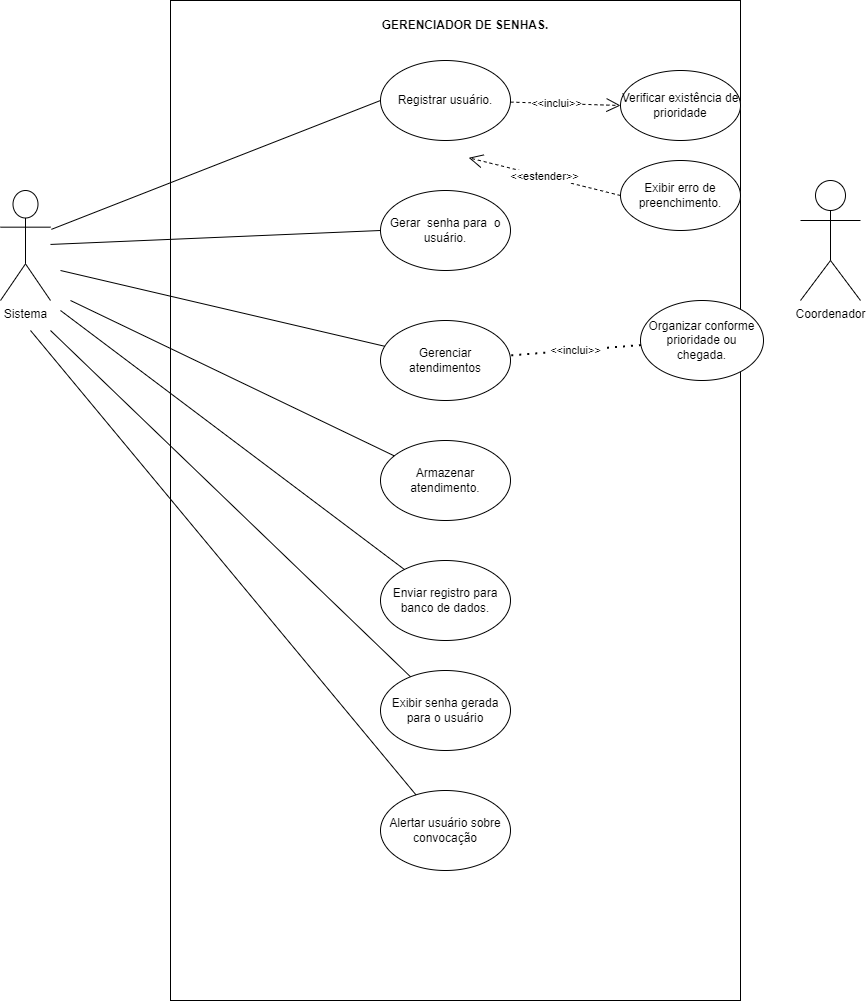 GERENCIADOR DE SENHAS.
Registrar usuário.
<<inclui>>
Verificar existência de
prioridade
<<estender>>
Exibir erro de
preenchimento.
Gerar senha para o
usuário.
Sistema
Coordenador
Organizar conforme
prioridade ou
chegada.
Gerenciar
atendimentos
<<inclui>>
Armazenar
atendimento.
Enviar registro para
banco de dados.
Exibir senha gerada
para o usuário
Alertar usuário sobre
convocação